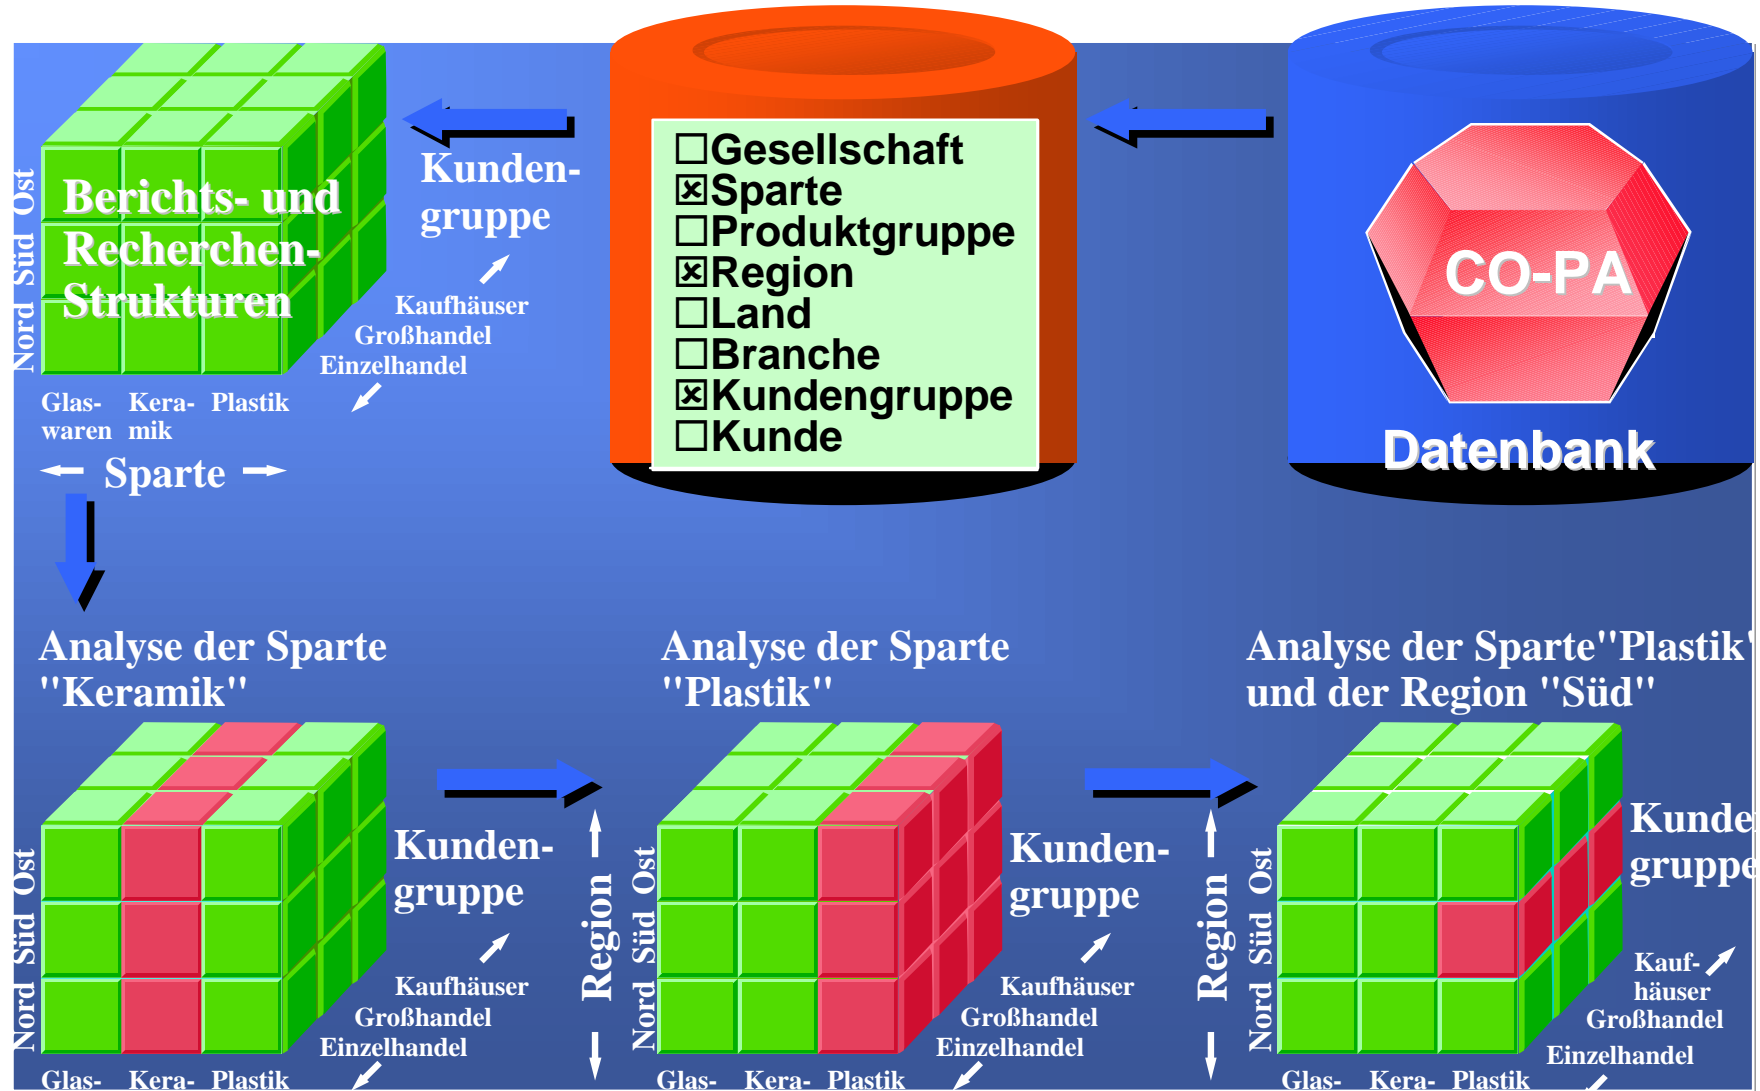 Berichts- und
Recherchen-
Strukturen
Nord Süd Ost
Kunden-
gruppe
Kaufhäuser
Großhandel
Einzelhandel
Glas- Kera- Plastik
waren mik
Sparte
☐Gesellschaft
☒Sparte
☐Produktgruppe
☒Region
☐Land
☐Branche
☒Kundengruppe
☐Kunde
CO-PA
Datenbank
Analyse der Sparte
"Keramik"
Nord Süd Ost
Kunden-
gruppe
Kaufhäuser
Großhandel
Einzelhandel
Glas- Kera- Plastik
Analyse der Sparte
"Plastik"
Region
Nord Süd Ost
Kunden-
gruppe
Kaufhäuser
Großhandel
Einzelhandel
Glas- Kera- Plastik
Analyse der Sparte"Plastik"
und der Region "Süd"
Region
Nord Süd Ost
Kunden
gruppe
Kauf-
häuser
Großhandel
Einzelhandel
Glas- Kera- Plastik